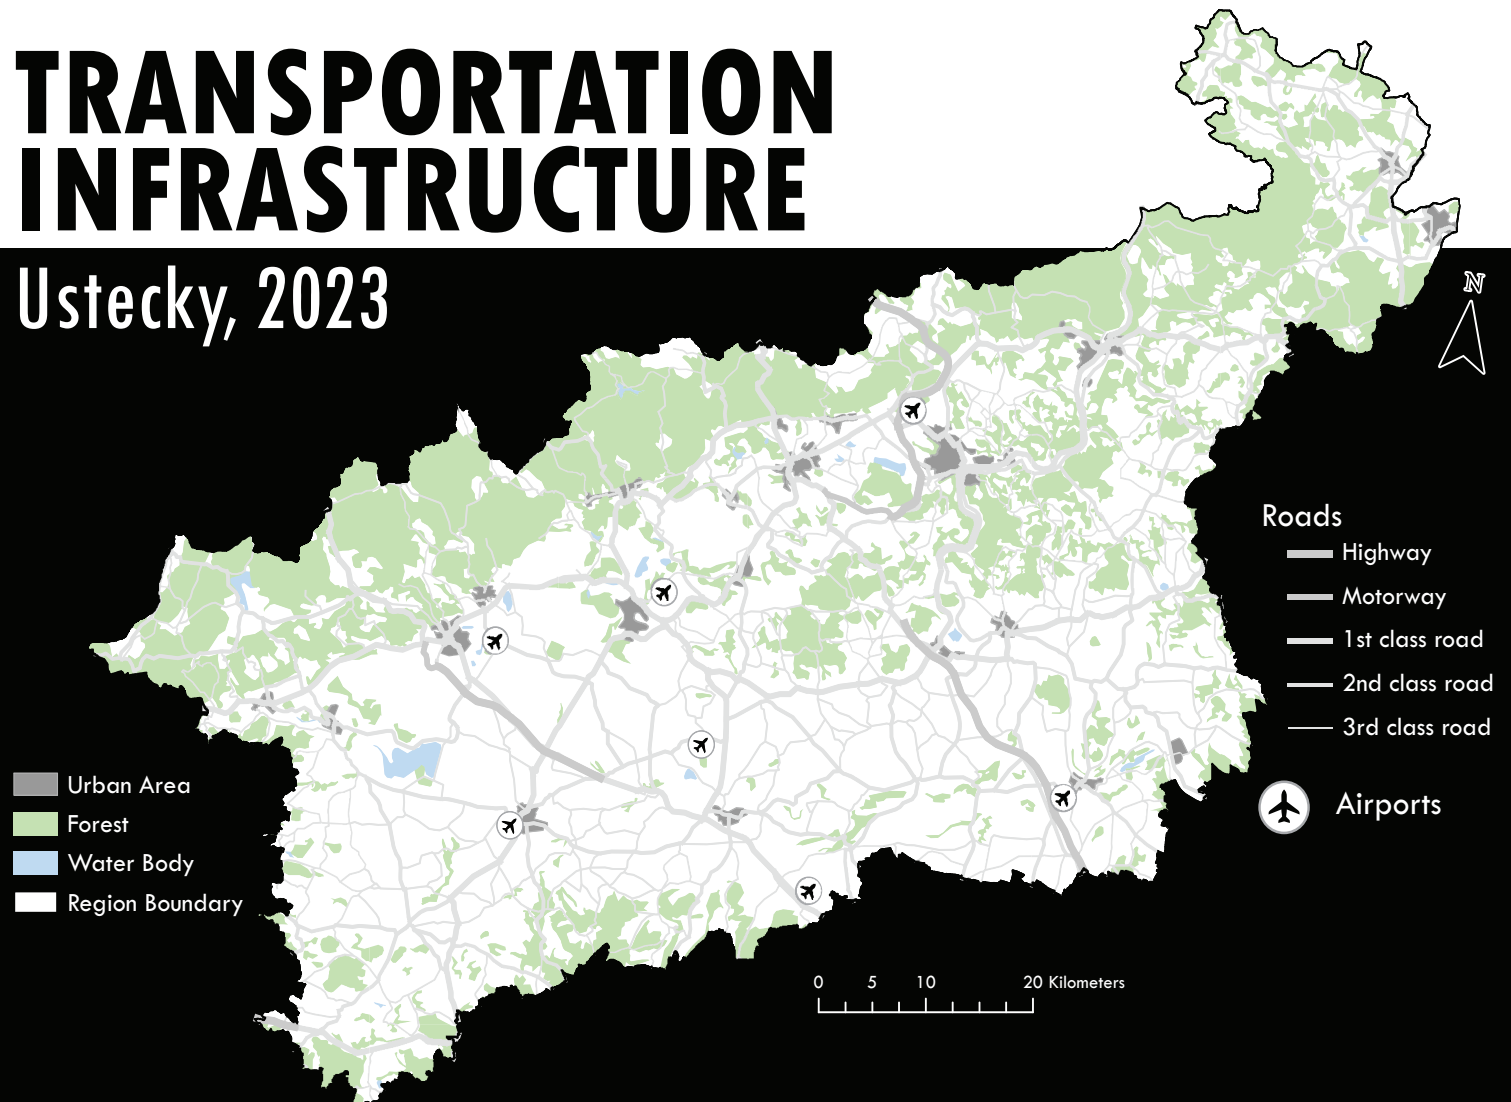 TRANSPORTATION
INFRASTRUCTURE
Ustecky, 2023
N
Roads
Highway
Motorway
1st class road
2nd class road
3rd class road
Airports
Urban Area
Forest
Water Body
Region Boundary
0 5 10 20 Kilometers